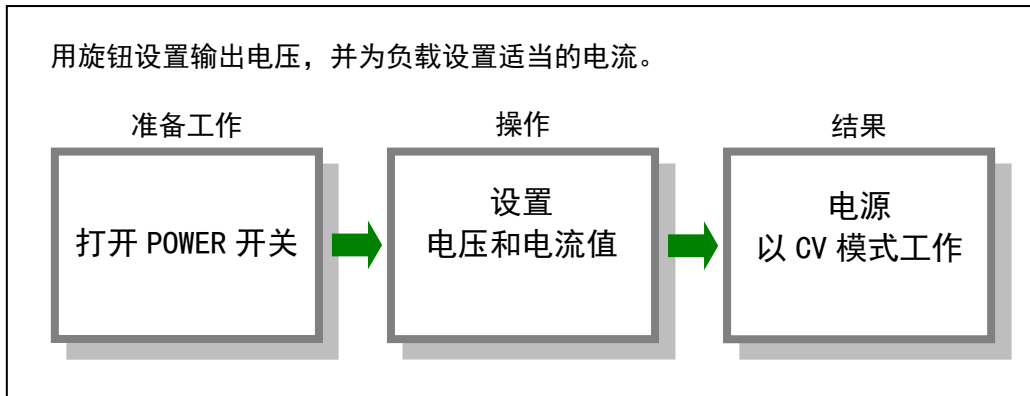 用旋钮设置输出电压，并为负载设置适当的电流。
准备工作
打开 POWER 开关
操作
设置
电压和电流值
结果
电源
以 CV 模式工作